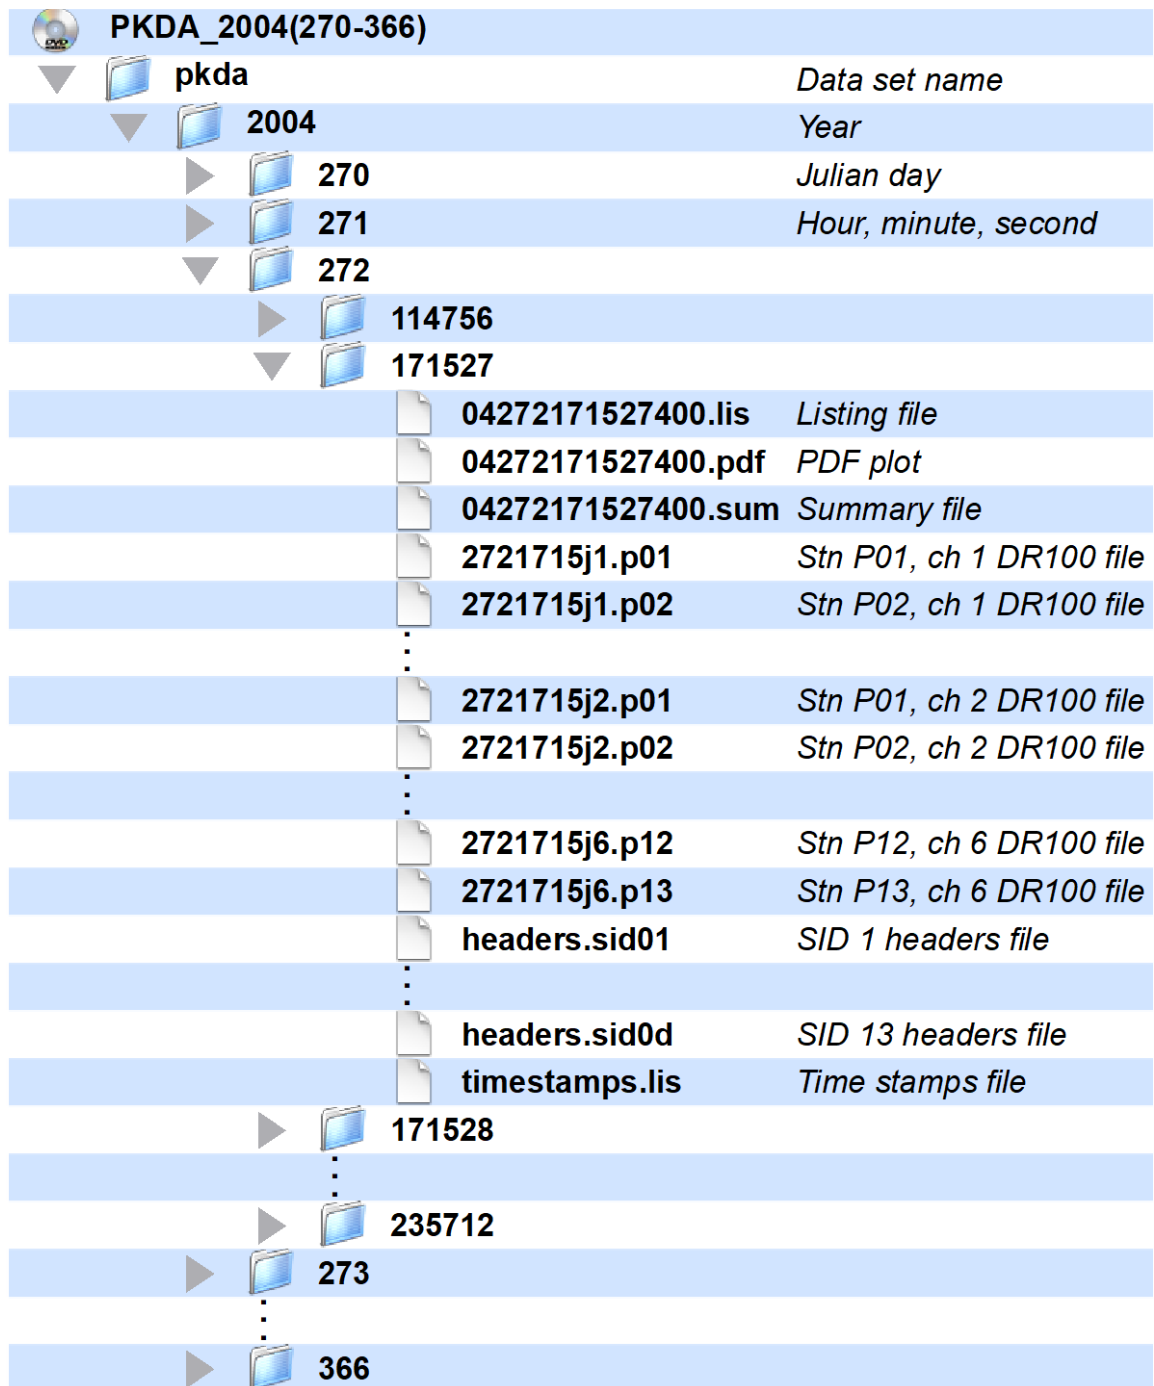 PKDA_2004(270-366)
pkda Data set name
2004 Year
270 Julian day
271 Hour, minute, second
272
114756
171527
04272171527400.lis Listing file
04272171527400.pdf PDF plot
04272171527400.sum Summary file
2721715j1.p01 Stn P01, ch 1 DR100 file
2721715j1.p02 Stn P02, ch 1 DR100 file
2721715j2.p01 Stn P01, ch 2 DR100 file
2721715j2.p02 Stn P02, ch 2 DR100 file
2721715j6.p12 Stn P12, ch 6 DR100 file
2721715j6.p13 Stn P13, ch 6 DR100 file
headers.sid01 SID 1 headers file
headers.sid0d SID 13 headers file
timestamps.lis Time stamps file
171528
235712
273
366